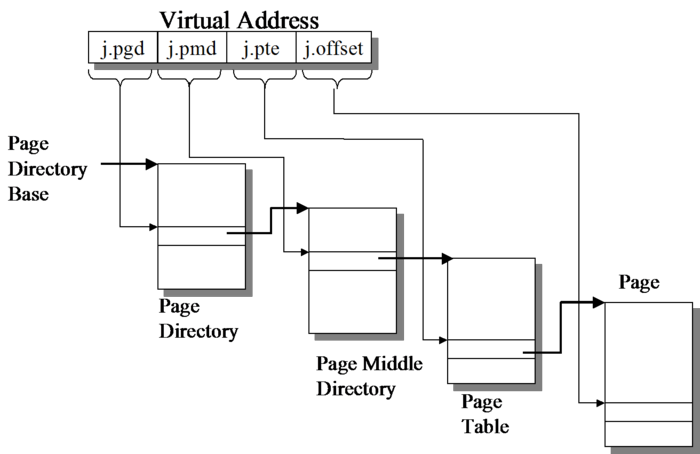 Virtual Address
j.pgd j.pmd j.pte j.offset
Page
Directory
Base
Page
Directory
Page Middle
Directory
Page
Table
Page